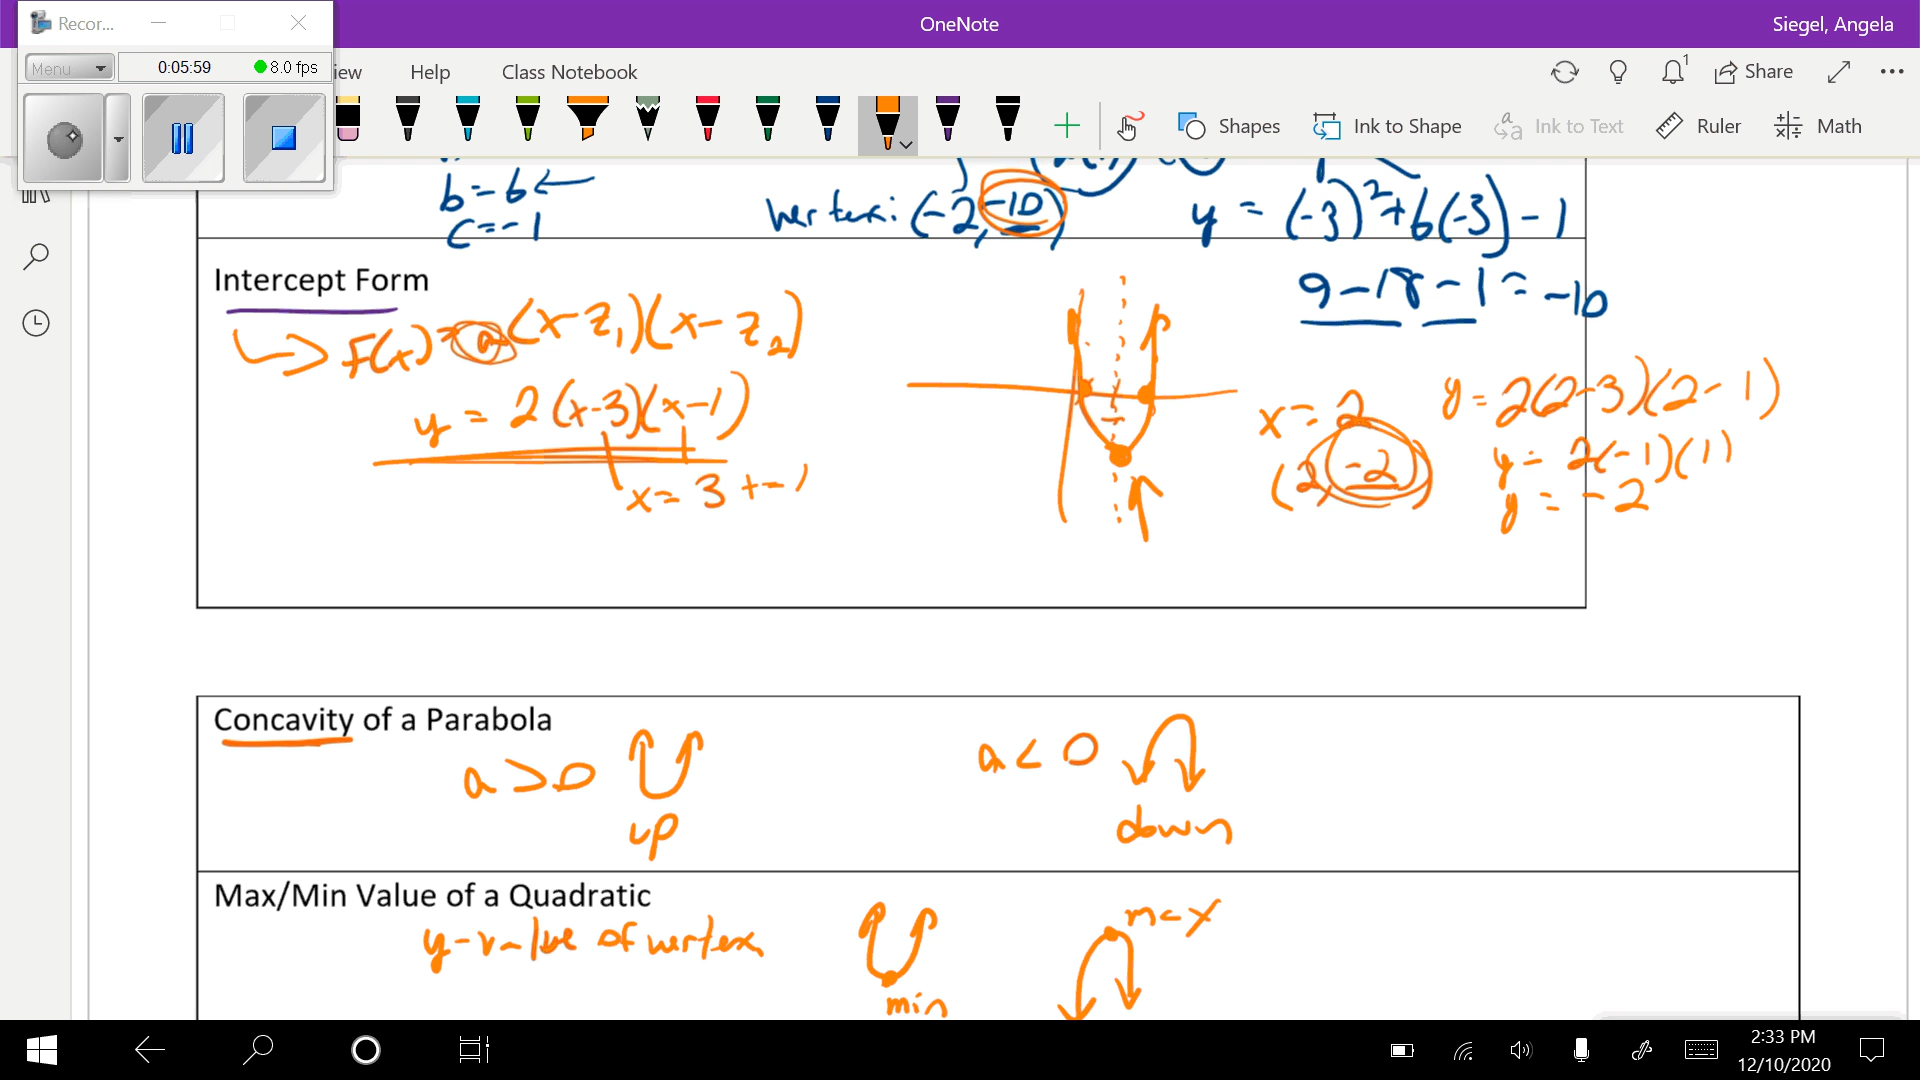 Recor...
OneNote
Siegel, Angela
Menu
0:05:59
8.0 fps
iew
Help
Class Notebook
1
Share
Shapes
Ink to Shape
Ink to Text
Ruler
Math
b = 6
c = -1
vertex: (-2, -10)
y = (-3)²+6(-3) - 1
9 - 18 - 1 = -10
Intercept Form
F(x) = a(x-z₁)(x-z₂)
y = 2(x-3)(x-1)
x = 3 + - 1
x = 2
(2, -2)
y = 2(2-3)(2-1)
y = 2(-1)(1)
y = -2
Concavity of a Parabola
a > 0
up
a < 0
down
Max/Min Value of a Quadratic
y-value of vertex
min
max
2:33 PM
12/10/2020